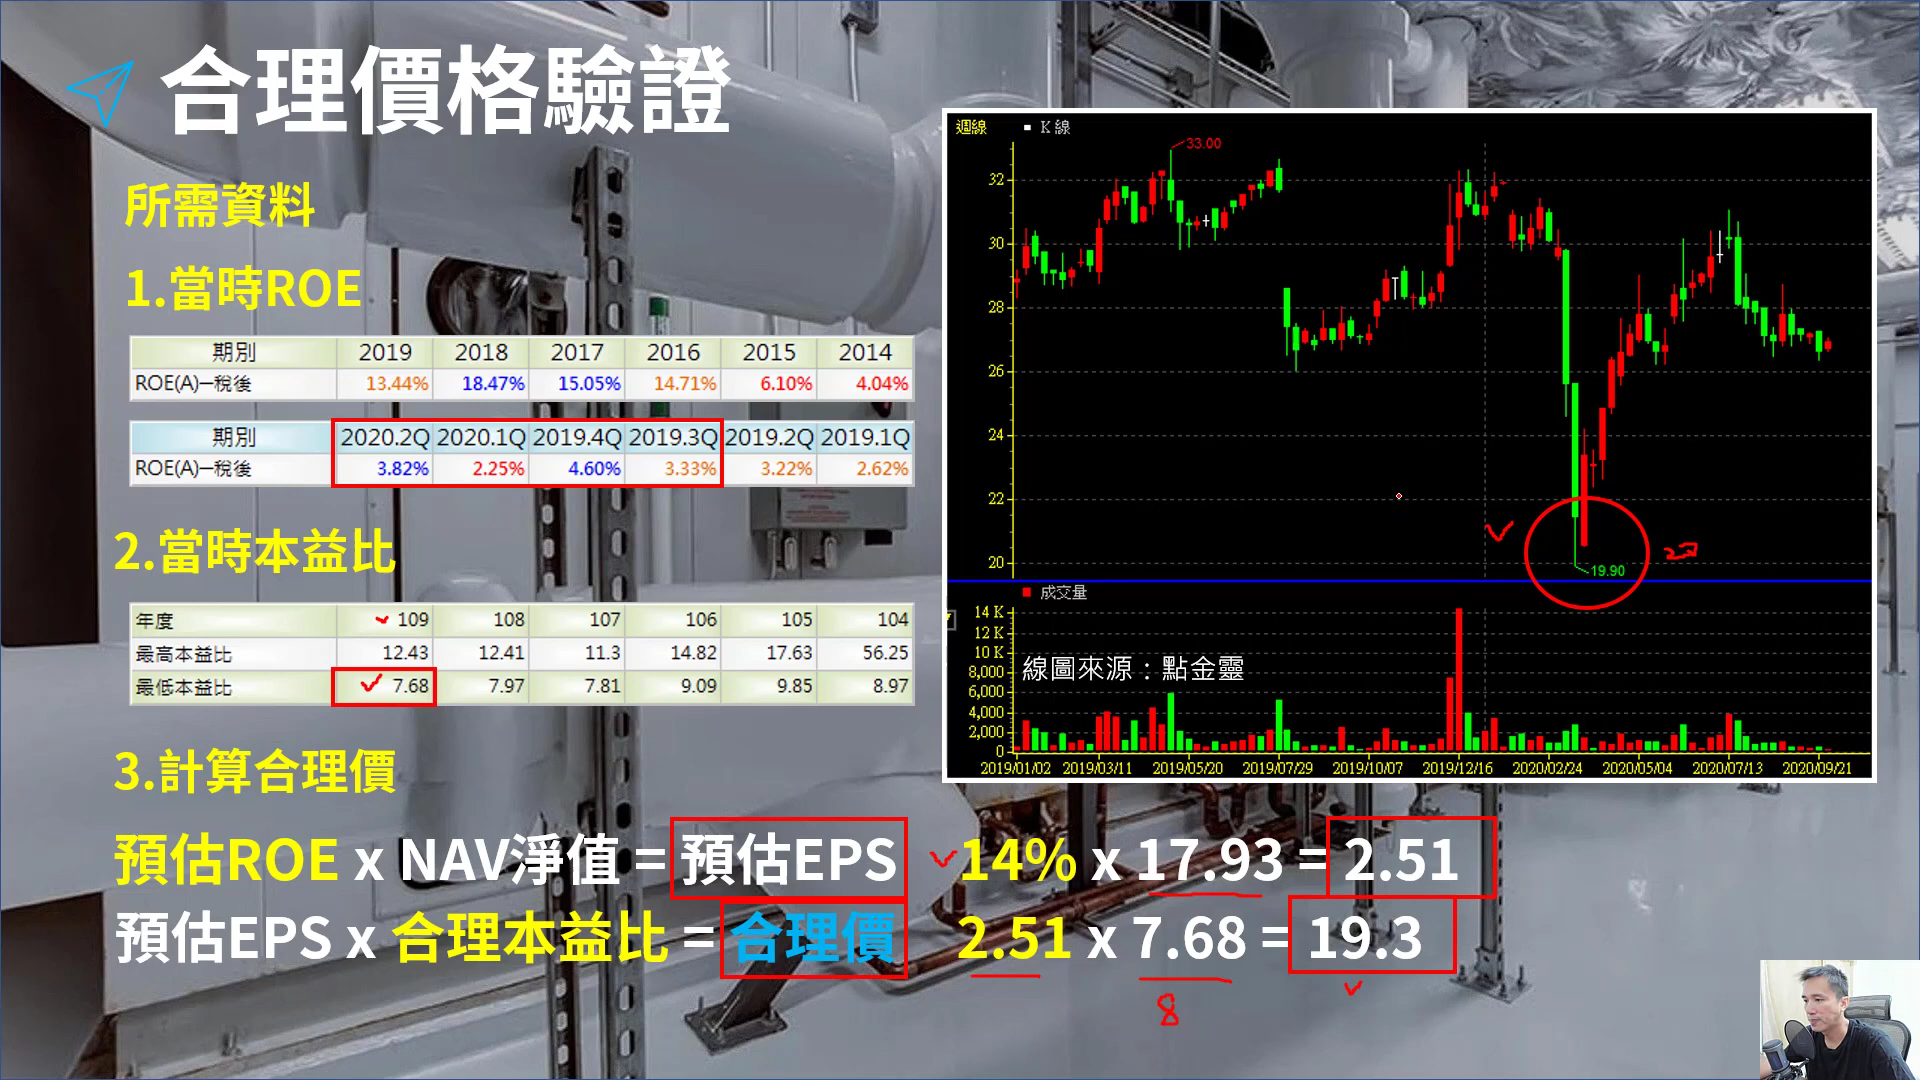 合理價格驗證
所需資料
1.當時ROE
期別 2019 2018 2017 2016 2015 2014
ROE(A)─稅後 13.44% 18.47% 15.05% 14.71% 6.10% 4.04%
期別 2020.2Q 2020.1Q 2019.4Q 2019.3Q 2019.2Q 2019.1Q
ROE(A)─稅後 3.82% 2.25% 4.60% 3.33% 3.22% 2.62%
2.當時本益比
年度 109 108 107 106 105 104
最高本益比 12.43 12.41 11.3 14.82 17.63 56.25
最低本益比 7.68 7.97 7.81 9.09 9.85 8.97
3.計算合理價
預估ROE x NAV淨值 = 預估EPS 14% x 17.93 = 2.51
預估EPS x 合理本益比 = 合理價 2.51 x 7.68 = 19.3
8
週線 K線
33.00
32
30
28
26
24
22
20
19.90
成交量
14 K
12 K
10 K
8,000
6,000
4,000
2,000
0
線圖來源：點金靈
2019/01/02 2019/03/11 2019/05/20 2019/07/29 2019/10/07 2019/12/16 2020/02/24 2020/05/04 2020/07/13 2020/09/21